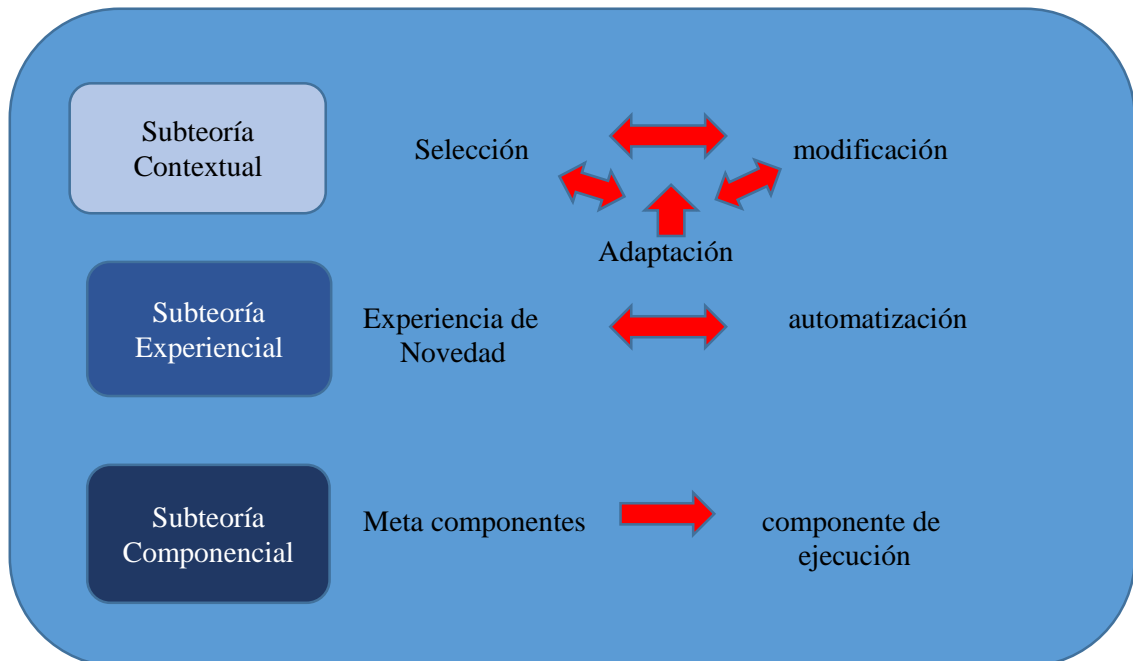 Subteoría
Contextual
Selección
modificación
Adaptación
Subteoría
Experiencial
Experiencia de
Novedad
automatización
Subteoría
Componencial
Meta componentes
componente de
ejecución